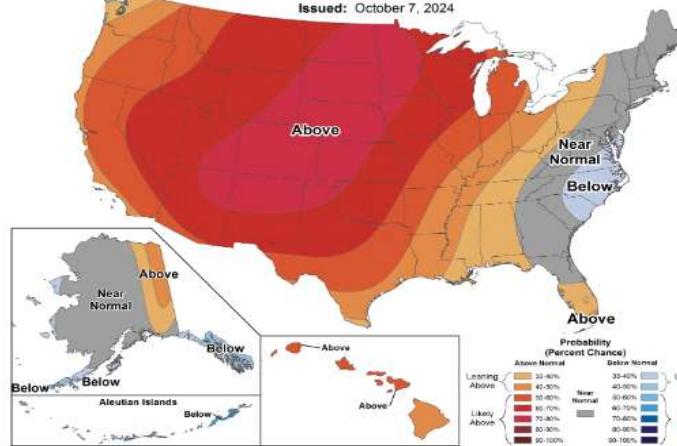 Issued: October 7, 2024
Above
Near
Normal
Below
Above
Above
Near
Normal
Below
Below
Below
Aleutian Islands
Below
Above
Above
Probability
(Percent Chance)
Above Normal
Below Normal
Leaning
Above
Likely
Above
33-40%
40-50%
50-60%
60-70%
70-80%
80-90%
90-100%
Near
Normal
33-40%
40-50%
50-60%
60-70%
70-80%
80-90%
90-100%